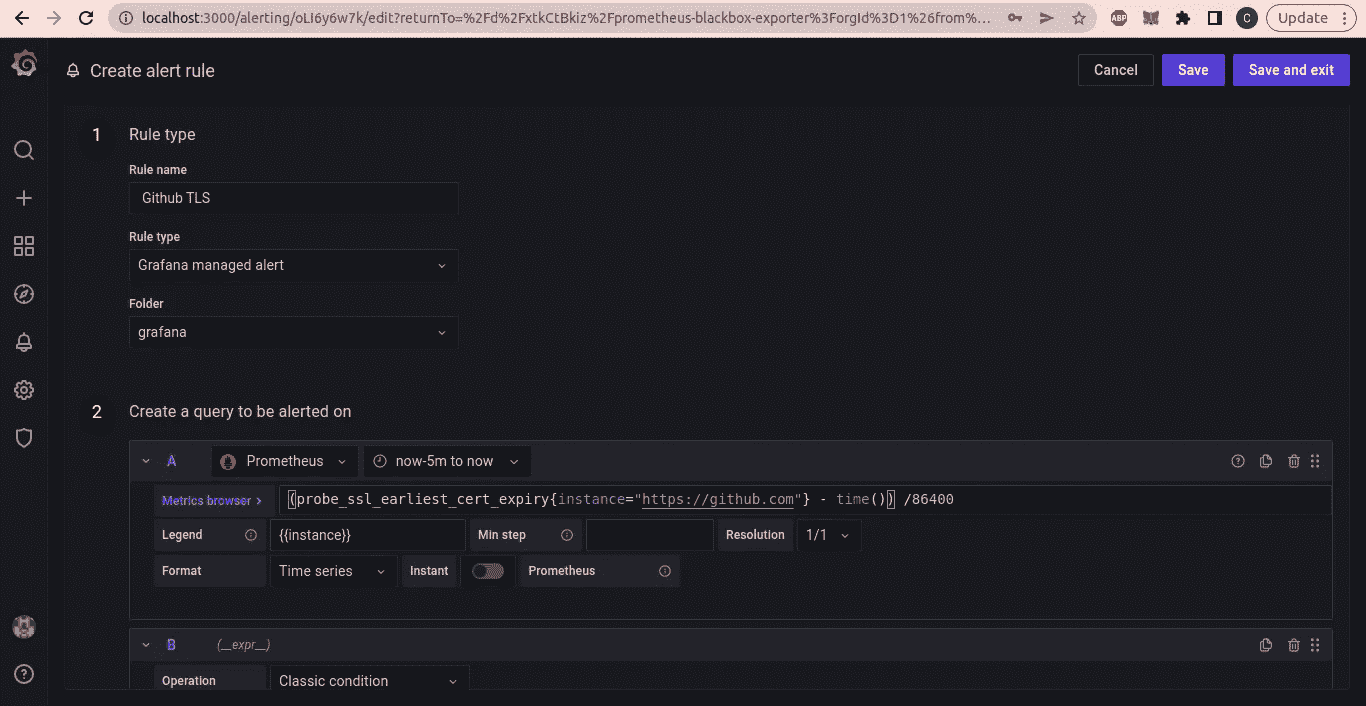 localhost:3000/alerting/oLI6y6w7k/edit?returnTo=%2Fd%2FxtkCtBkiz%2Fprometheus-blackbox-exporter%3ForgId%3D1%26from%... ABP C Update
Create alert rule Cancel Save Save and exit
1 Rule type
Rule name
Github TLS
Rule type
Grafana managed alert
Folder
grafana
2 Create a query to be alerted on
A Prometheus now-5m to now
Metrics browser > (probe_ssl_earliest_cert_expiry{instance="https://github.com"} - time()) /86400
Legend {{instance}} Min step Resolution 1/1
Format Time series Instant Prometheus
B (__expr__)
Operation Classic condition